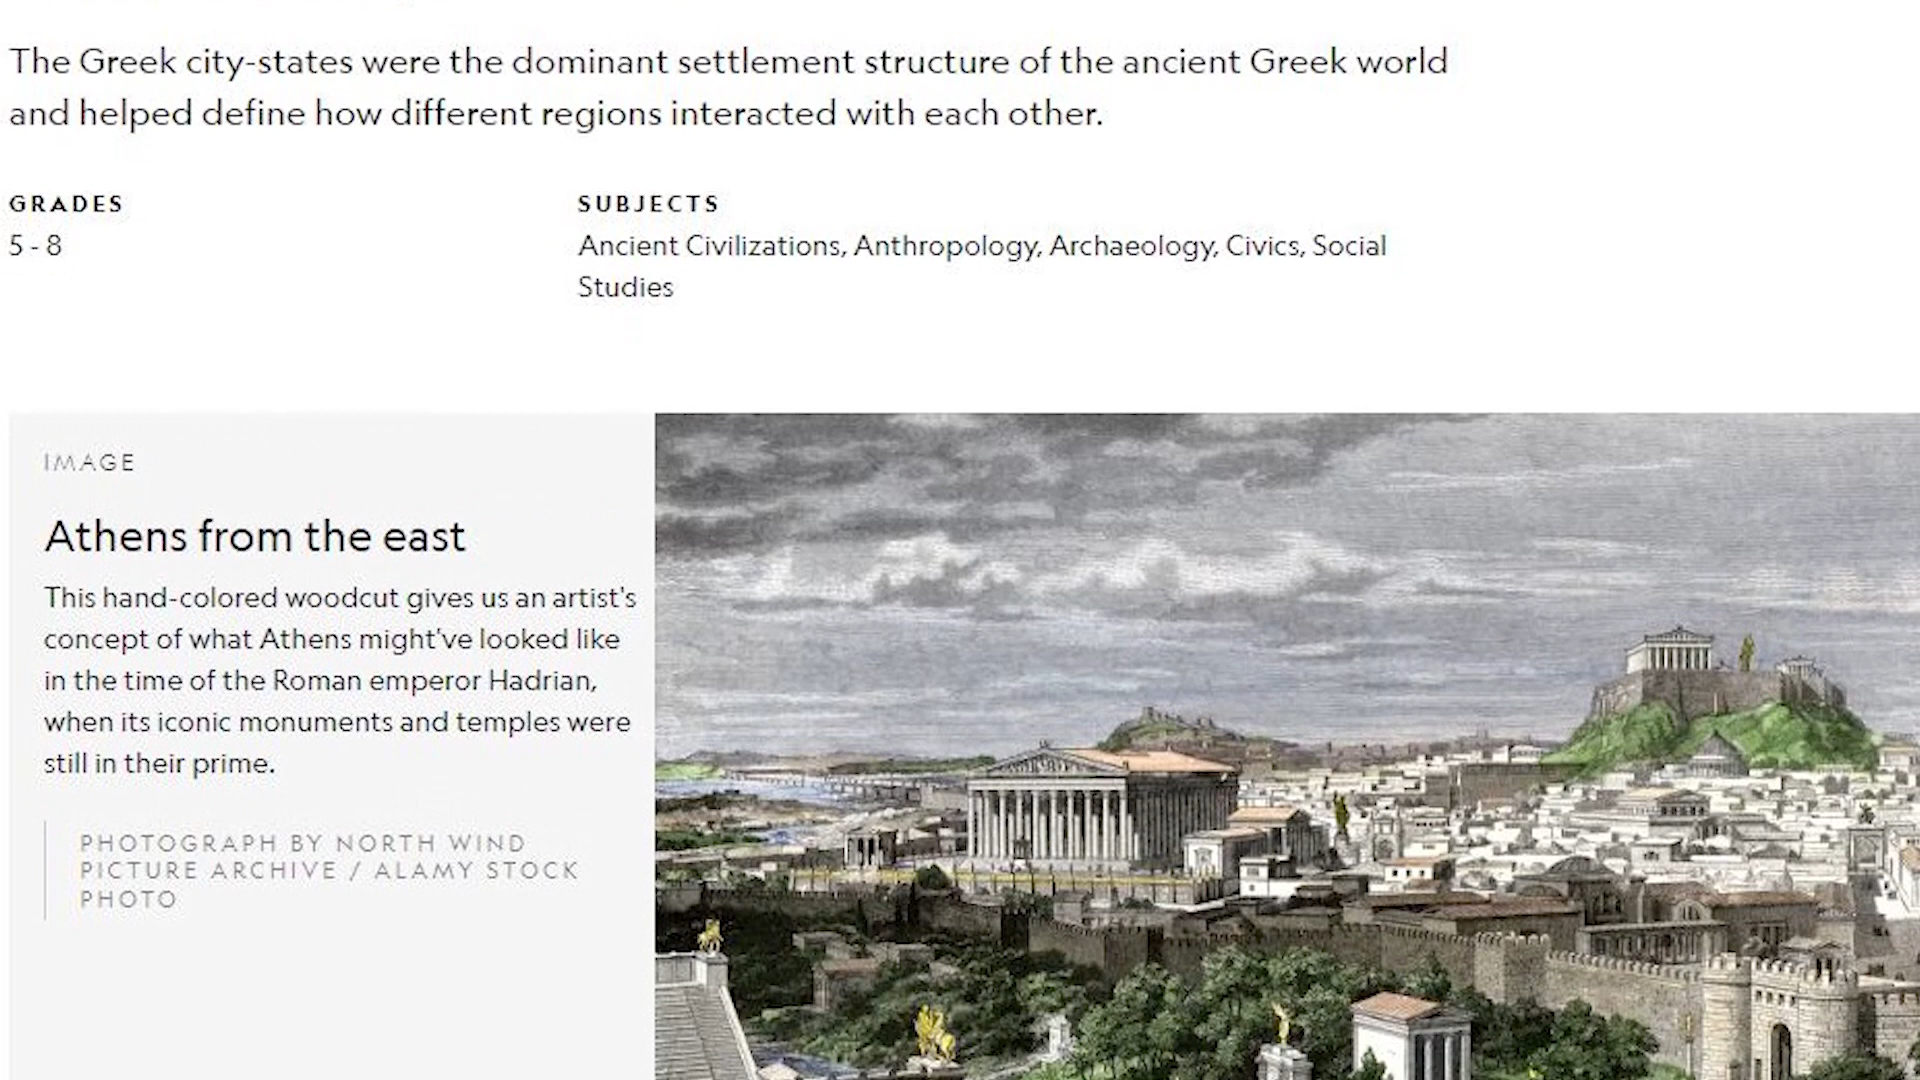 The Greek city-states were the dominant settlement structure of the ancient Greek world
and helped define how different regions interacted with each other.
GRADES
5 - 8
SUBJECTS
Ancient Civilizations, Anthropology, Archaeology, Civics, Social
Studies
IMAGE
Athens from the east
This hand-colored woodcut gives us an artist's
concept of what Athens might've looked like
in the time of the Roman emperor Hadrian,
when its iconic monuments and temples were
still in their prime.
PHOTOGRAPH BY NORTH WIND
PICTURE ARCHIVE / ALAMY STOCK
PHOTO